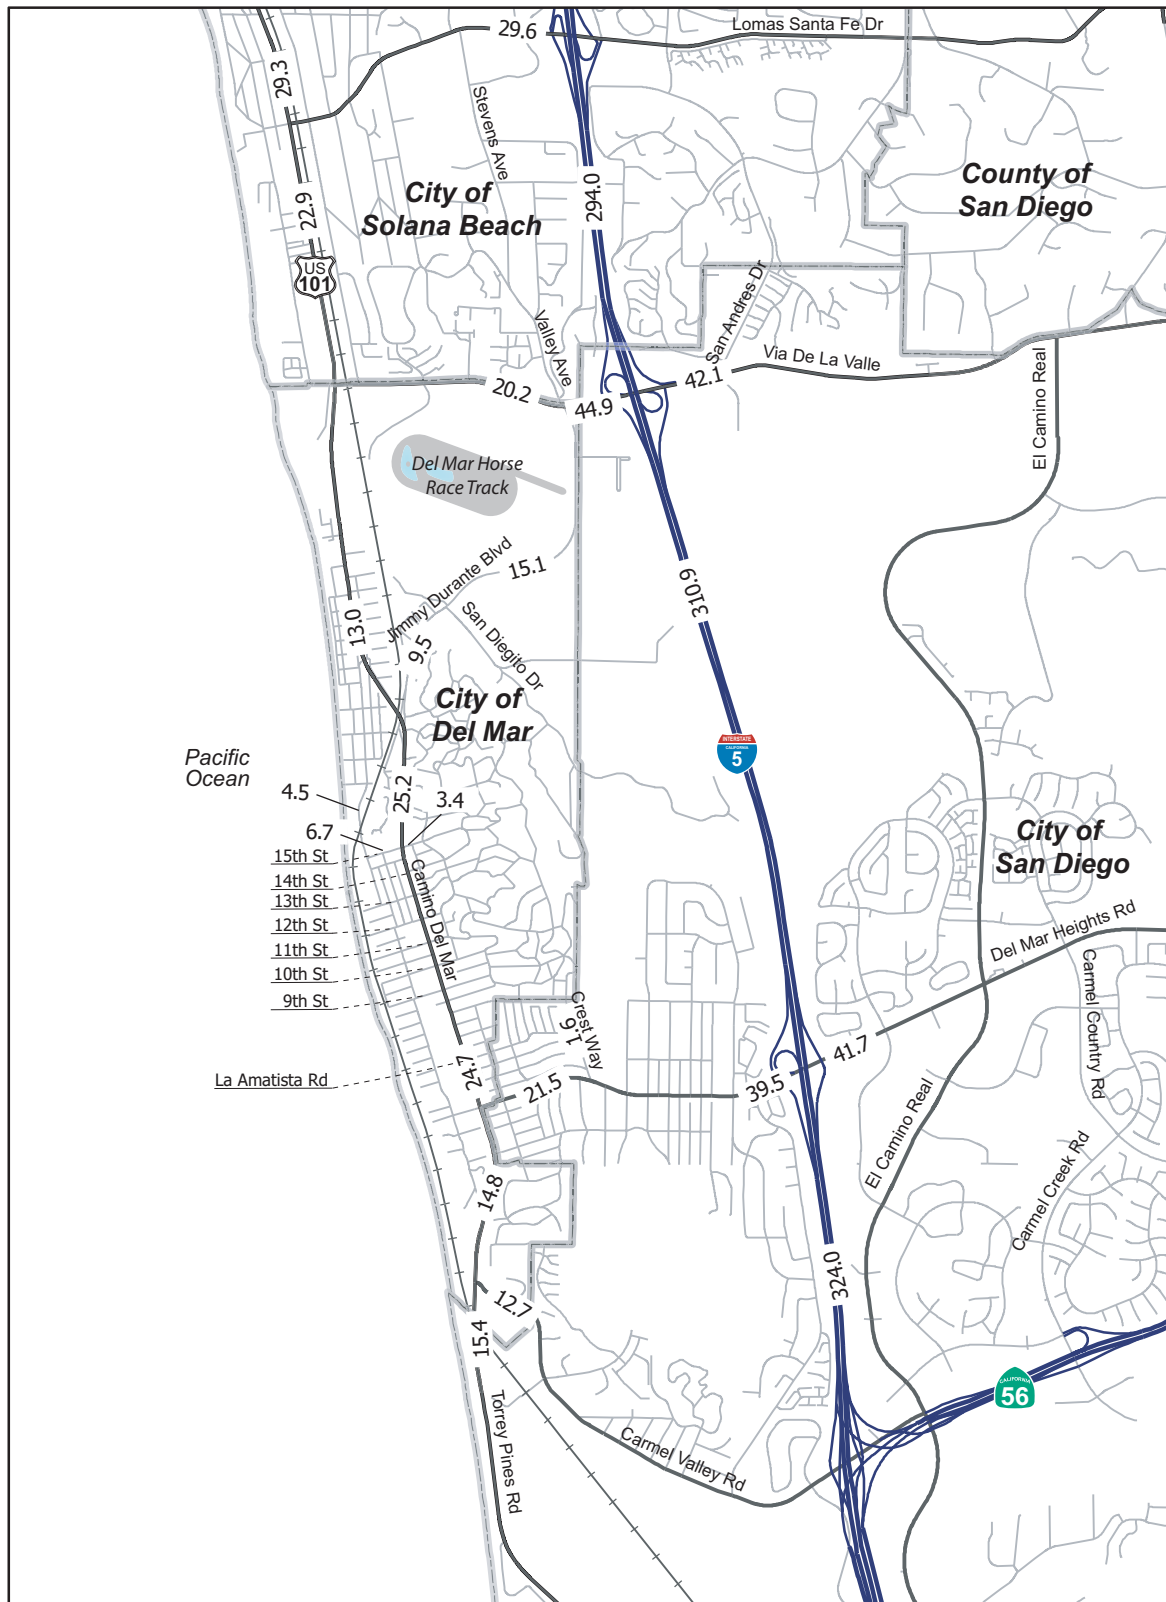 29.6
Lomas Santa Fe Dr
29.3
Stevens Ave
294.0
22.9
City of
Solana Beach
County of
San Diego
US
101
San Andres Dr
Valley Ave
Via De La Valle
42.1
20.2
44.9
El Camino Real
Del Mar Horse
Race Track
Jimmy Durante Blvd
15.1
310.9
13.0
San Diegito Dr
9.5
City of
Del Mar
INTERSTATE
CALIFORNIA
5
Pacific
Ocean
4.5
25.2
3.4
6.7
15th St
14th St
13th St
12th St
11th St
10th St
9th St
Camino Del Mar
City of
San Diego
Del Mar Heights Rd
Carmel Country Rd
Crest Way
1.6
41.7
24.7
La Amatista Rd
21.5
39.5
El Camino Real
Carmel Creek Rd
14.8
324.0
12.7
15.4
CALIFORNIA
56
Torrey Pines Rd
Carmel Valley Rd